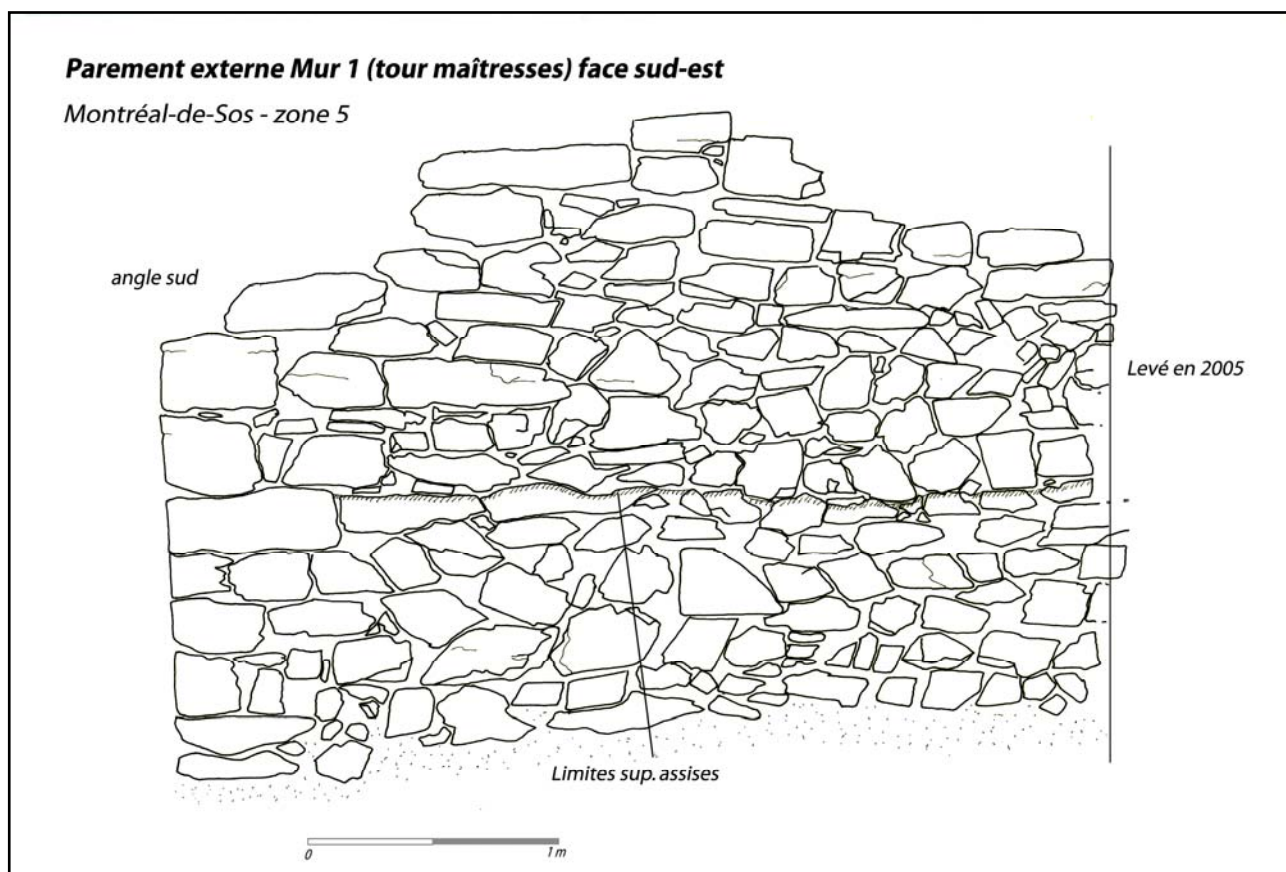 Parement externe Mur 1 (tour maîtresses) face sud-est
Montréal-de-Sos - zone 5
angle sud
Levé en 2005
Limites sup. assises
0 1 m